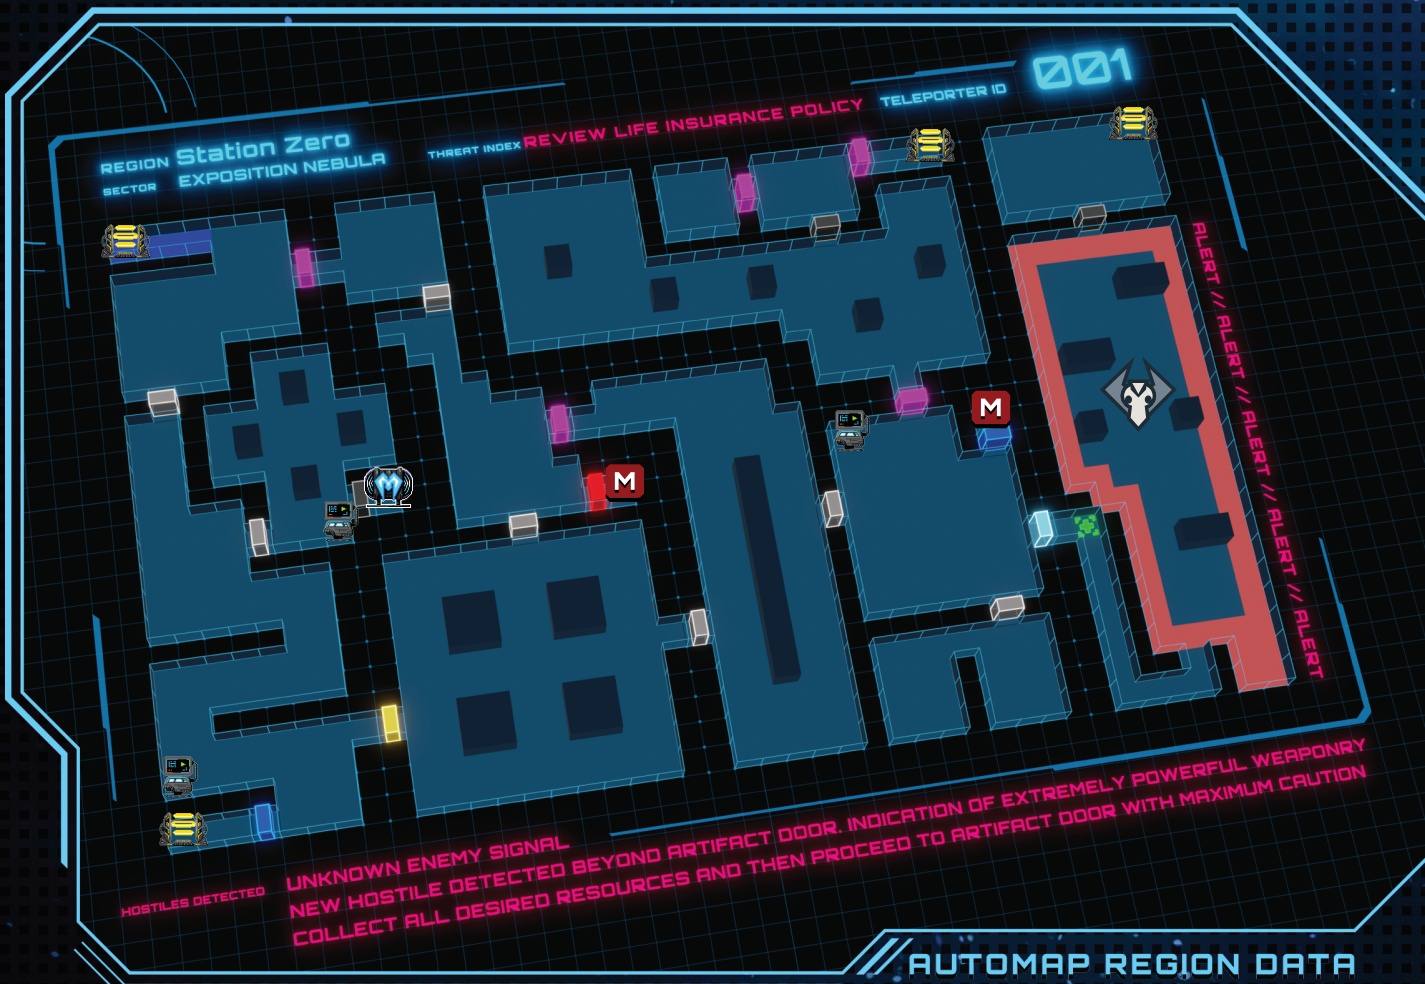 001
TELEPORTER ID
THREAT INDEX REVIEW LIFE INSURANCE POLICY
REGION Station Zero
SECTOR EXPOSITION NEBULA
M
M
M
ALERT // ALERT // ALERT // ALERT // ALERT
HOSTILES DETECTED
UNKNOWN ENEMY SIGNAL
NEW HOSTILE DETECTED BEYOND ARTIFACT DOOR. INDICATION OF EXTREMELY POWERFUL WEAPONRY
COLLECT ALL DESIRED RESOURCES AND THEN PROCEED TO ARTIFACT DOOR WITH MAXIMUM CAUTION
AUTOMAP REGION DATA